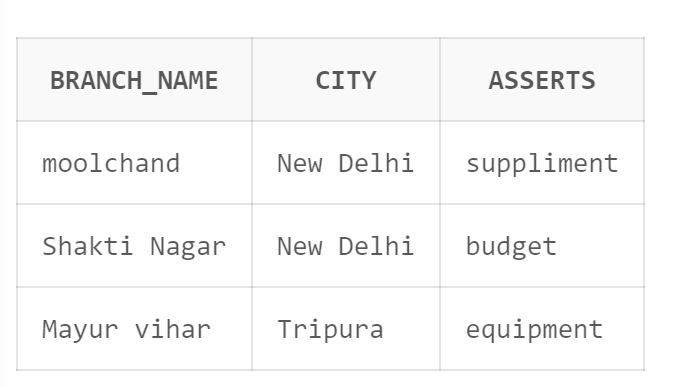 BRANCH_NAME CITY ASSERTS
moolchand New Delhi suppliment
Shakti Nagar New Delhi budget
Mayur vihar Tripura equipment